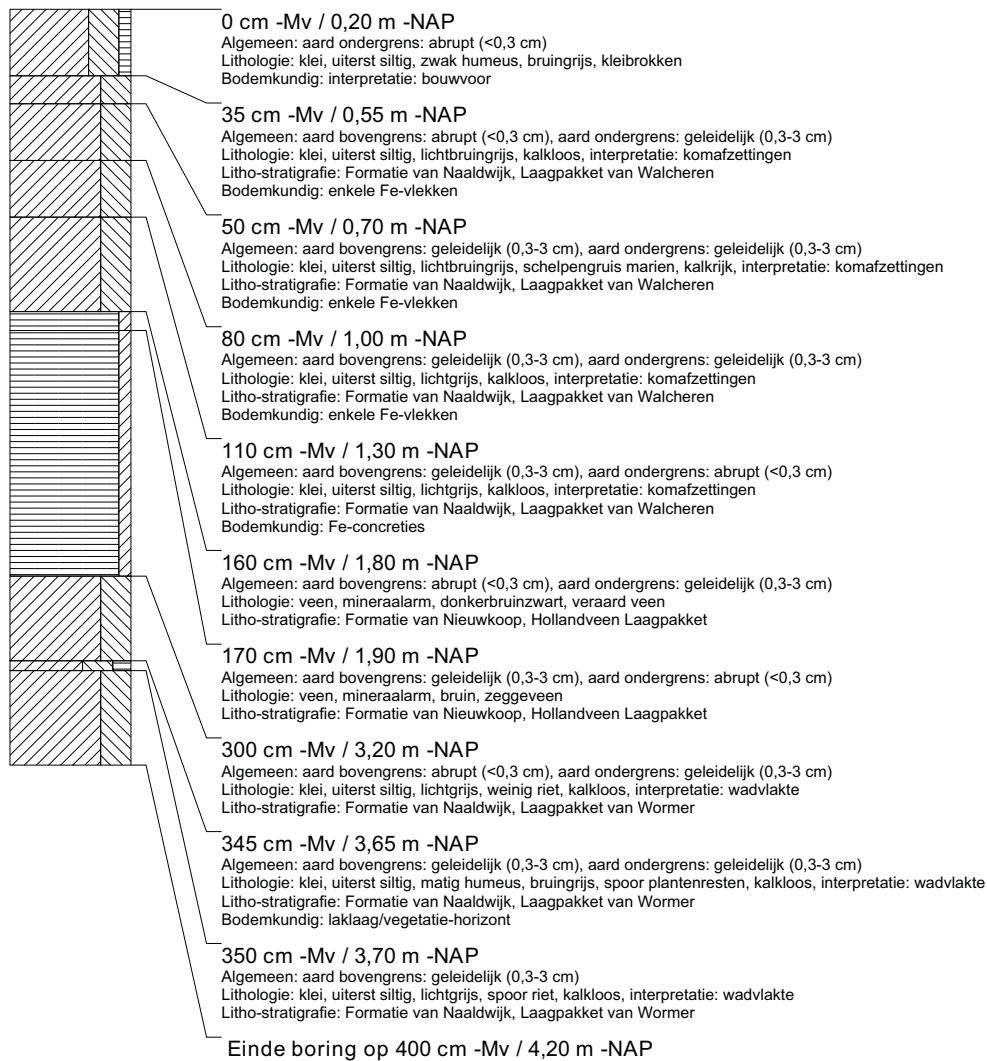 0 cm -Mv / 0,20 m -NAP
Algemeen: aard ondergrens: abrupt (<0,3 cm)
Lithologie: klei, uiterst siltig, zwak humeus, bruingrijs, kleibrokken
Bodemkundig: interpretatie: bouwvoor
35 cm -Mv / 0,55 m -NAP
Algemeen: aard bovengrens: abrupt (<0,3 cm), aard ondergrens: geleidelijk (0,3-3 cm)
Lithologie: klei, uiterst siltig, lichtbruingrijs, kalkloos, interpretatie: komafzettingen
Litho-stratigrafie: Formatie van Naaldwijk, Laagpakket van Walcheren
Bodemkundig: enkele Fe-vlekken
50 cm -Mv / 0,70 m -NAP
Algemeen: aard bovengrens: geleidelijk (0,3-3 cm), aard ondergrens: geleidelijk (0,3-3 cm)
Lithologie: klei, uiterst siltig, lichtbruingrijs, schelpengruis marien, kalkrijk, interpretatie: komafzettingen
Litho-stratigrafie: Formatie van Naaldwijk, Laagpakket van Walcheren
Bodemkundig: enkele Fe-vlekken
80 cm -Mv / 1,00 m -NAP
Algemeen: aard bovengrens: geleidelijk (0,3-3 cm), aard ondergrens: geleidelijk (0,3-3 cm)
Lithologie: klei, uiterst siltig, lichtgrijs, kalkloos, interpretatie: komafzettingen
Litho-stratigrafie: Formatie van Naaldwijk, Laagpakket van Walcheren
Bodemkundig: enkele Fe-vlekken
110 cm -Mv / 1,30 m -NAP
Algemeen: aard bovengrens: geleidelijk (0,3-3 cm), aard ondergrens: abrupt (<0,3 cm)
Lithologie: klei, uiterst siltig, lichtgrijs, kalkloos, interpretatie: komafzettingen
Litho-stratigrafie: Formatie van Naaldwijk, Laagpakket van Walcheren
Bodemkundig: Fe-concreties
160 cm -Mv / 1,80 m -NAP
Algemeen: aard bovengrens: abrupt (<0,3 cm), aard ondergrens: geleidelijk (0,3-3 cm)
Lithologie: veen, mineraalarm, donkerbruinzwart, veraard veen
Litho-stratigrafie: Formatie van Nieuwkoop, Hollandveen Laagpakket
170 cm -Mv / 1,90 m -NAP
Algemeen: aard bovengrens: geleidelijk (0,3-3 cm), aard ondergrens: abrupt (<0,3 cm)
Lithologie: veen, mineraalarm, bruin, zeggeveen
Litho-stratigrafie: Formatie van Nieuwkoop, Hollandveen Laagpakket
300 cm -Mv / 3,20 m -NAP
Algemeen: aard bovengrens: abrupt (<0,3 cm), aard ondergrens: geleidelijk (0,3-3 cm)
Lithologie: klei, uiterst siltig, lichtgrijs, weinig riet, kalkloos, interpretatie: wadvlakte
Litho-stratigrafie: Formatie van Naaldwijk, Laagpakket van Wormer
345 cm -Mv / 3,65 m -NAP
Algemeen: aard bovengrens: geleidelijk (0,3-3 cm), aard ondergrens: geleidelijk (0,3-3 cm)
Lithologie: klei, uiterst siltig, matig humeus, bruingrijs, spoor plantenresten, kalkloos, interpretatie: wadvlakte
Litho-stratigrafie: Formatie van Naaldwijk, Laagpakket van Wormer
Bodemkundig: laklaag/vegetatie-horizont
350 cm -Mv / 3,70 m -NAP
Algemeen: aard bovengrens: geleidelijk (0,3-3 cm)
Lithologie: klei, uiterst siltig, lichtgrijs, spoor riet, kalkloos, interpretatie: wadvlakte
Litho-stratigrafie: Formatie van Naaldwijk, Laagpakket van Wormer
Einde boring op 400 cm -Mv / 4,20 m -NAP